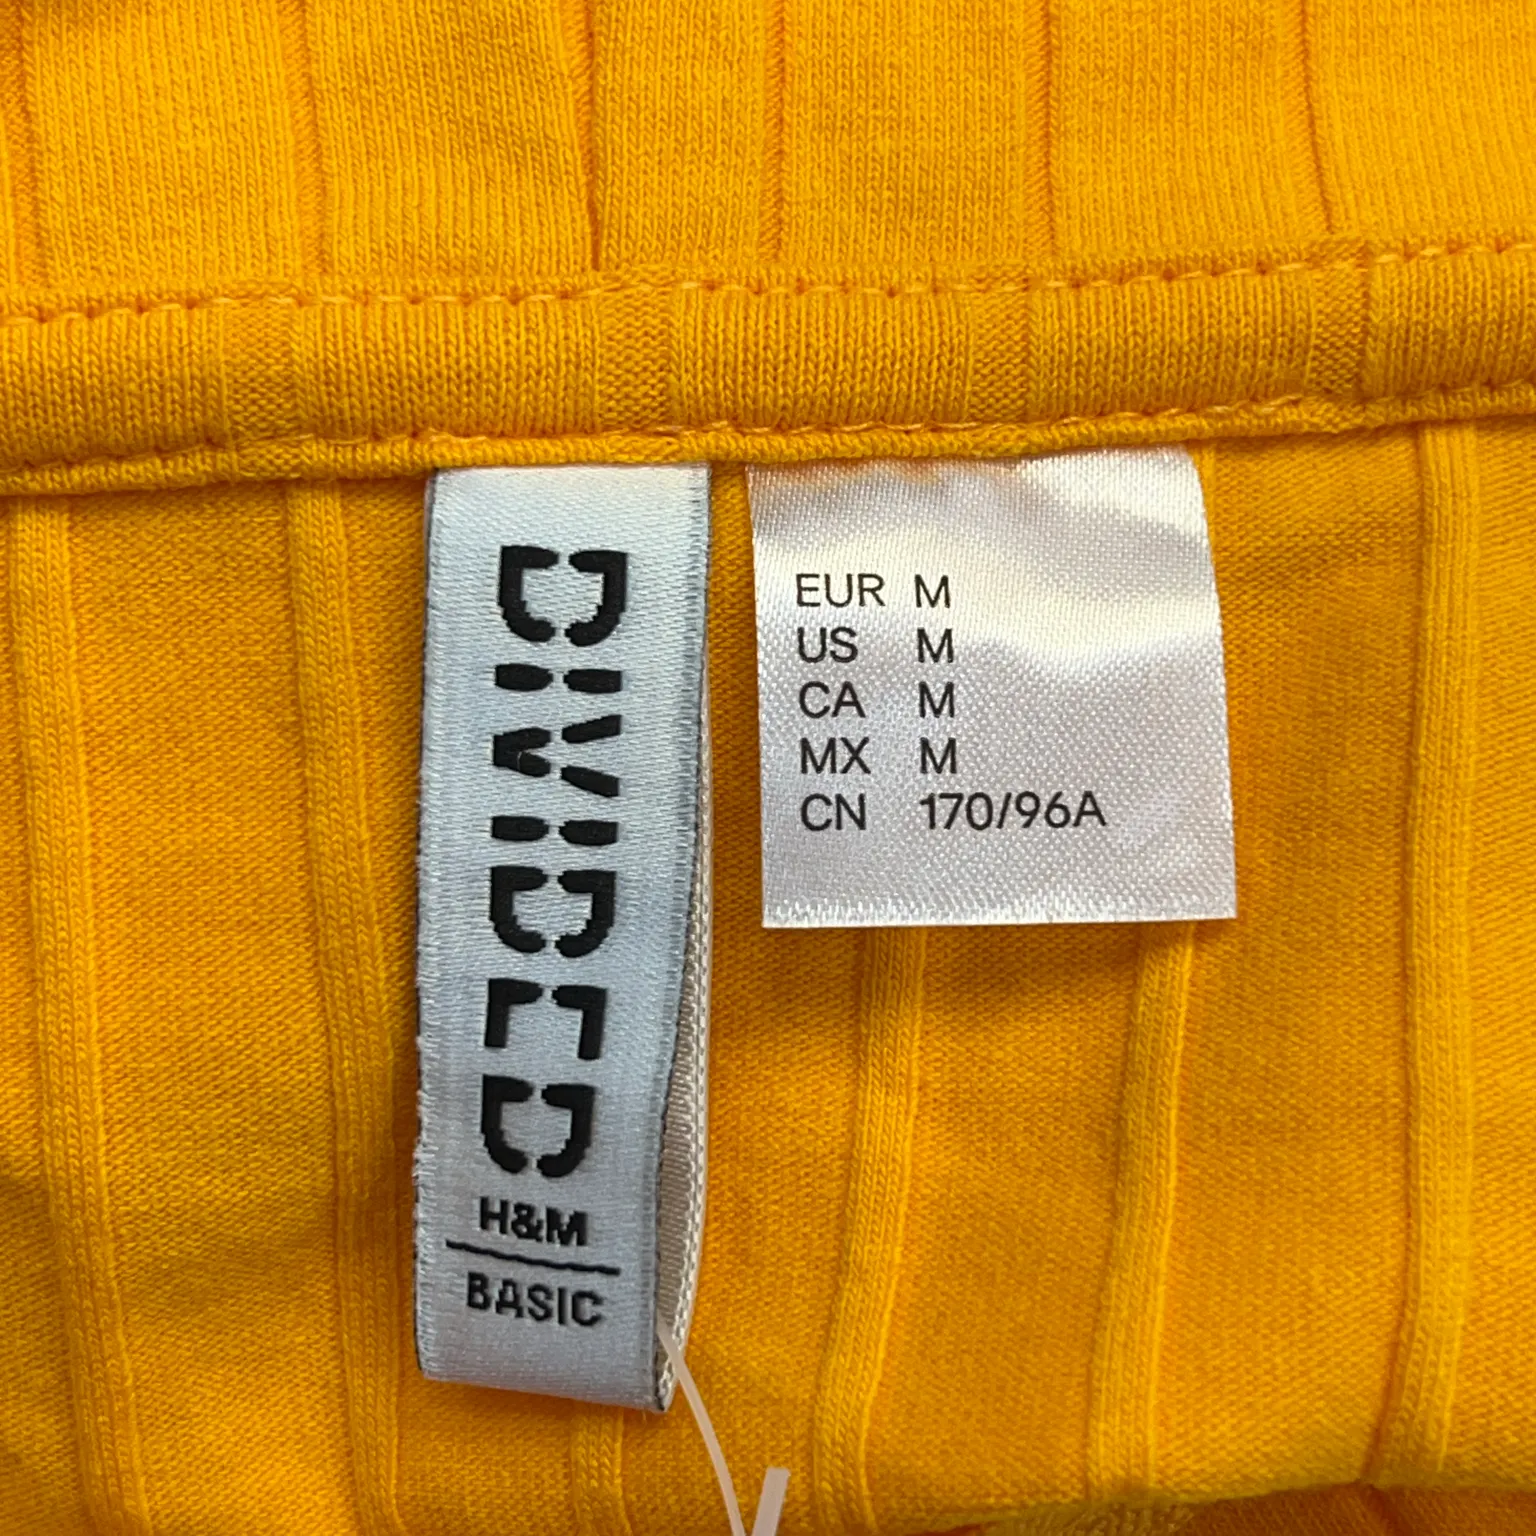 DIVIDED
H&M
BASIC
EUR M
US M
CA M
MX M
CN 170/96A